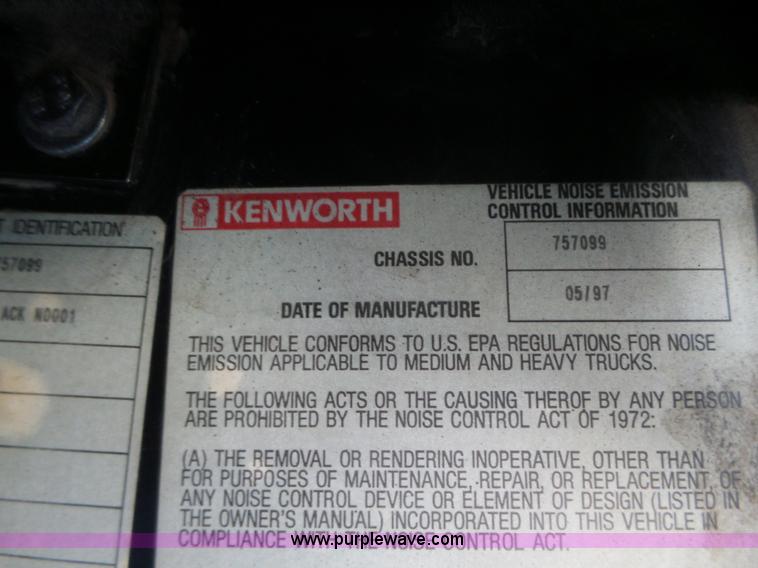 T IDENTIFICATION
757099
ACK N0001
KENWORTH
VEHICLE NOISE EMISSION
CONTROL INFORMATION
CHASSIS NO.
757099
DATE OF MANUFACTURE
05/97
THIS VEHICLE CONFORMS TO U.S. EPA REGULATIONS FOR NOISE
EMISSION APPLICABLE TO MEDIUM AND HEAVY TRUCKS.
THE FOLLOWING ACTS OR THE CAUSING THEROF BY ANY PERSON
ARE PROHIBITED BY THE NOISE CONTROL ACT OF 1972:
(A) THE REMOVAL OR RENDERING INOPERATIVE, OTHER THAN
FOR PURPOSES OF MAINTENANCE, REPAIR, OR REPLACEMENT, OF
ANY NOISE CONTROL DEVICE OR ELEMENT OF DESIGN (LISTED IN
THE OWNER'S MANUAL) INCORPORATED INTO THIS VEHICLE IN
COMPLIANCE WITH THE NOISE CONTROL ACT.
www.purplewave.com